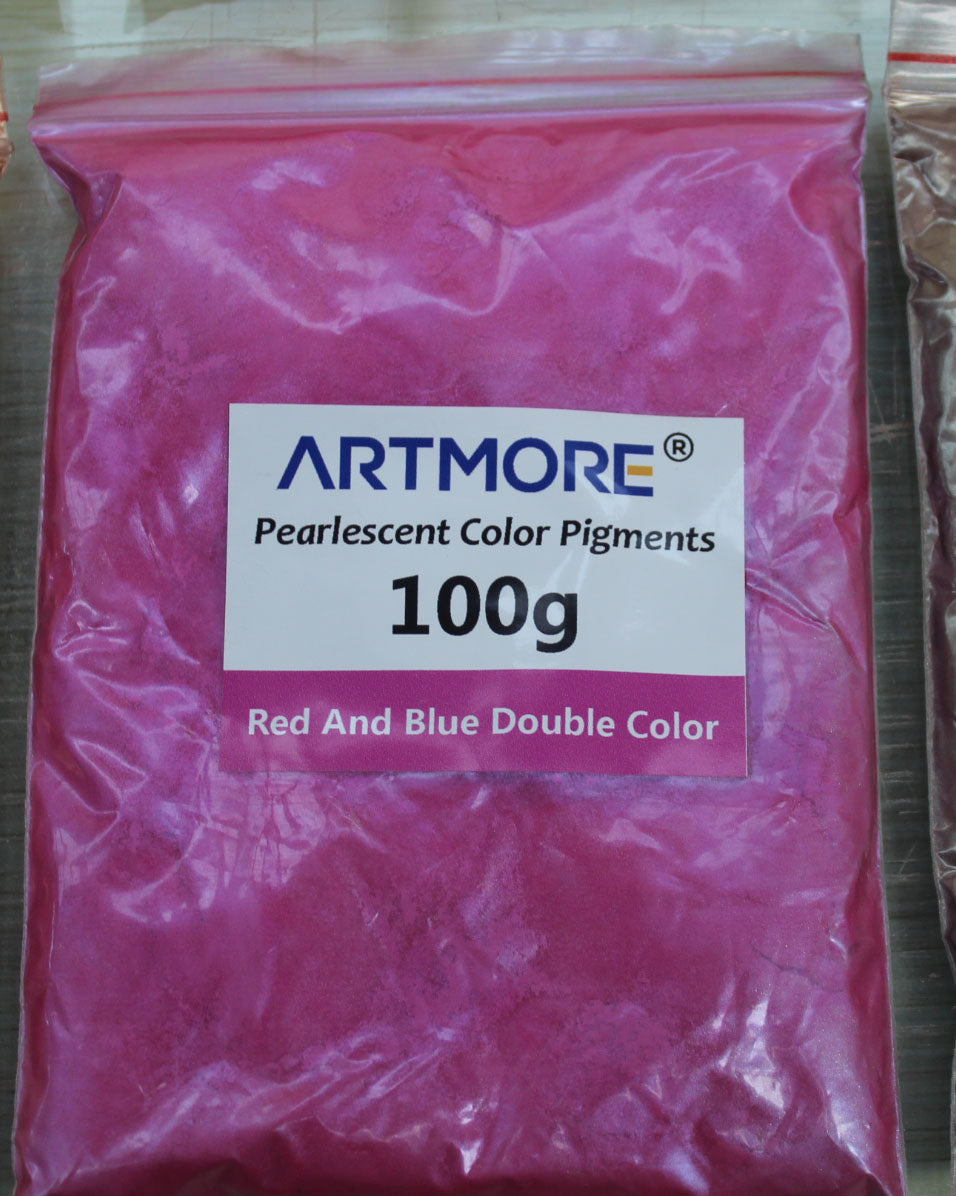 ARTMORE®
Pearlescent Color Pigments
100g
Red And Blue Double Color